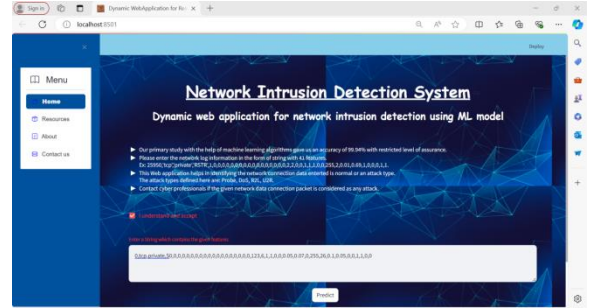 Sign in
Dynamic WebApplication for Ru
localhost:8501
Deploy
Menu
Home
Resources
About
Contact us
Network Intrusion Detection System
Dynamic web application for network intrusion detection using ML model
Our primary study with the help of machine learning algorithms gave us an accuracy of 99.94% with restricted level of assurance.
Please enter the network log information in the form of string with 41 features.
This Web application helps in identifying the network connection data entered is normal or an attack type.
The attack types defined here are: Probe, DoS, R2L, U2R.
Contact cyber professionals if the given network data connection packet is considered as any attack.
I understand and accept
Enter a string which contains the given features
Predict